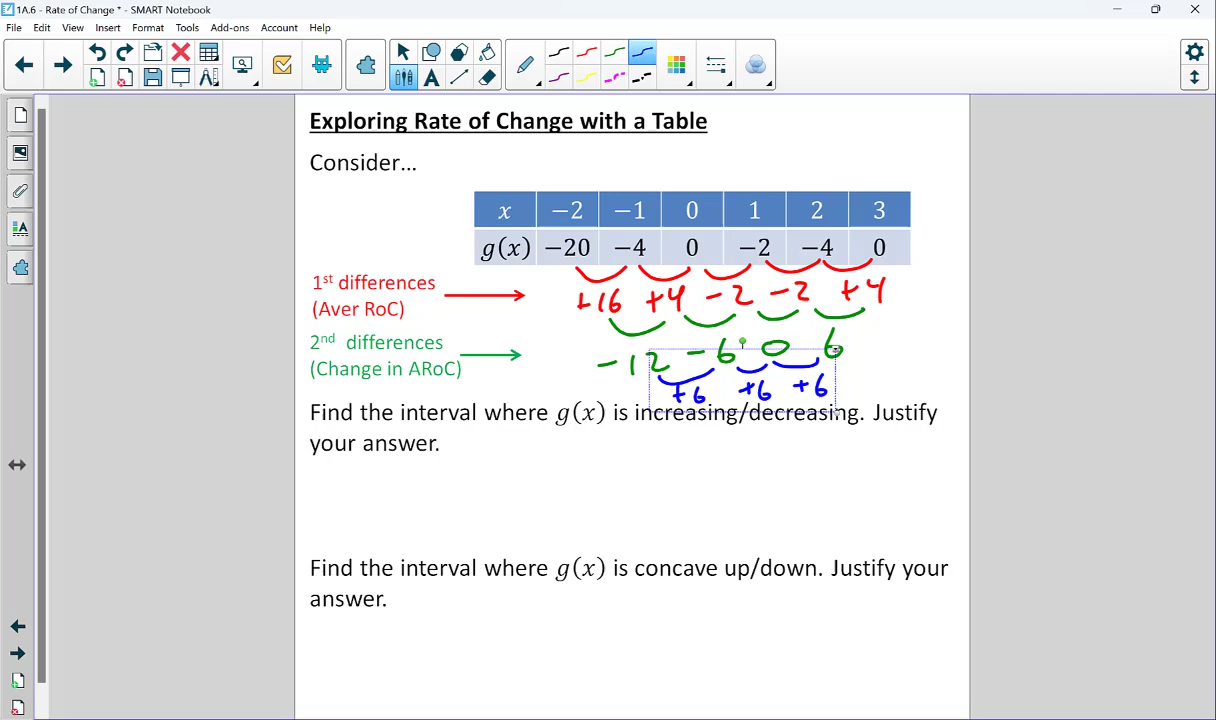 1A.6 - Rate of Change * - SMART Notebook
File Edit View Insert Format Tools Add-ons Account Help
Exploring Rate of Change with a Table
Consider...
x −2 −1 0 1 2 3
g(x) −20 −4 0 −2 −4 0
1st differences
(Aver RoC)
+16 +4 −2 −2 +4
2nd differences
(Change in ARoC)
−12 −6 0 6
+6 +6 +6
Find the interval where g(x) is increasing/decreasing. Justify
your answer.
Find the interval where g(x) is concave up/down. Justify your
answer.